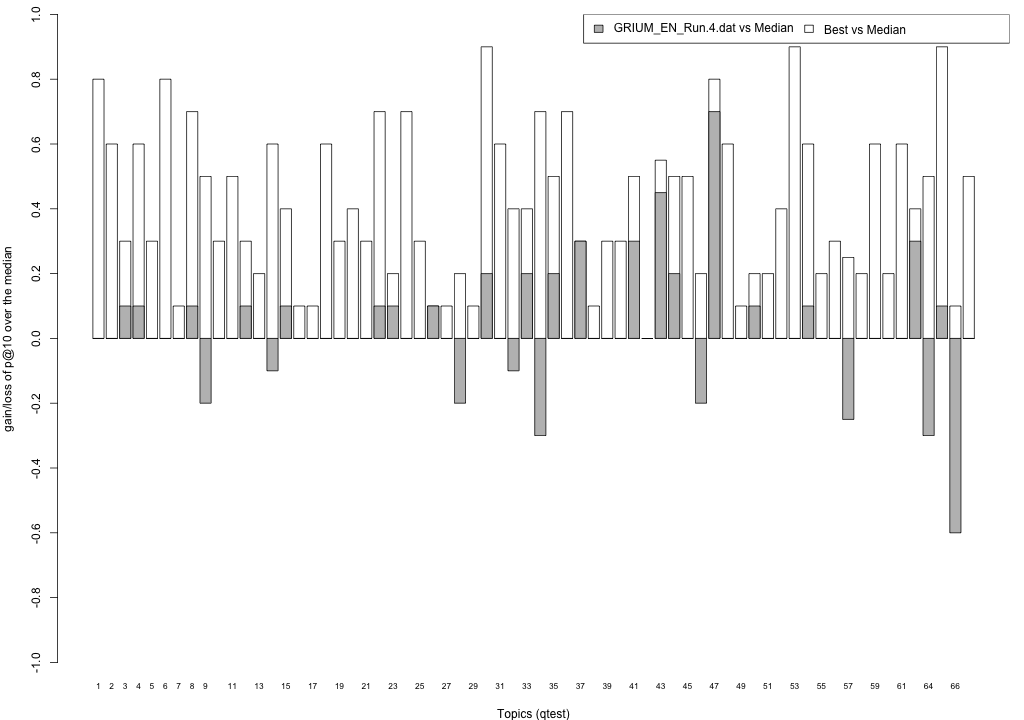 GRIUM_EN_Run.4.dat vs Median Best vs Median
1.0
0.8
0.6
0.4
0.2
0.0
-0.2
-0.4
-0.6
-0.8
-1.0
gain/loss of p@10 over the median
1 2 3 4 5 6 7 8 9 11 13 15 17 19 21 23 25 27 29 31 33 35 37 39 41 43 45 47 49 51 53 55 57 59 61 64 66
Topics (qtest)